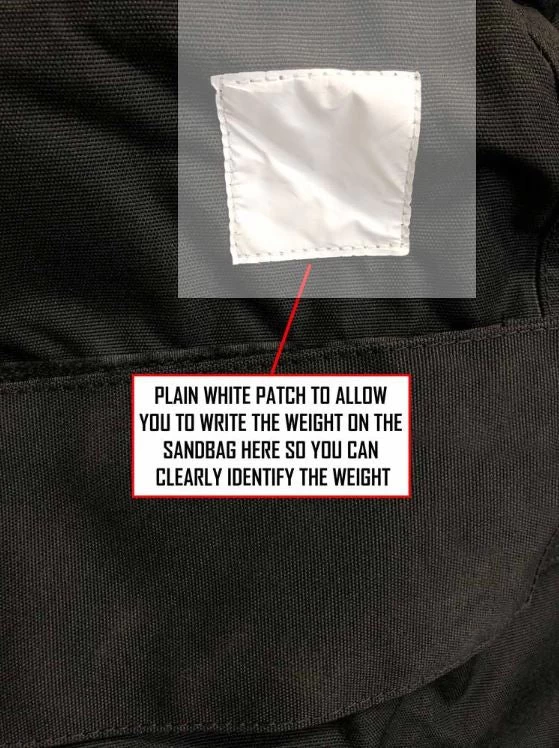 PLAIN WHITE PATCH TO ALLOW
YOU TO WRITE THE WEIGHT ON THE
SANDBAG HERE SO YOU CAN
CLEARLY IDENTIFY THE WEIGHT